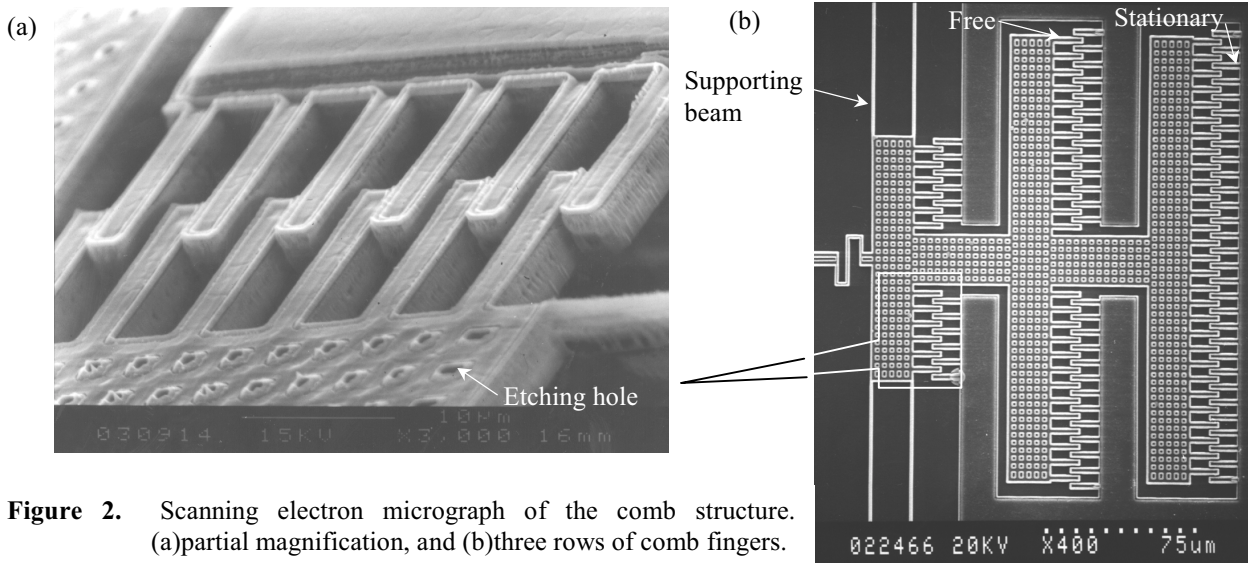 (a)
(b)
Free
Stationary
Supporting
beam
Etching hole
10μm
030914. 15KV X3,000 16mm
Figure 2. Scanning electron micrograph of the comb structure.
(a)partial magnification, and (b)three rows of comb fingers.
022466 20KV X400 75um